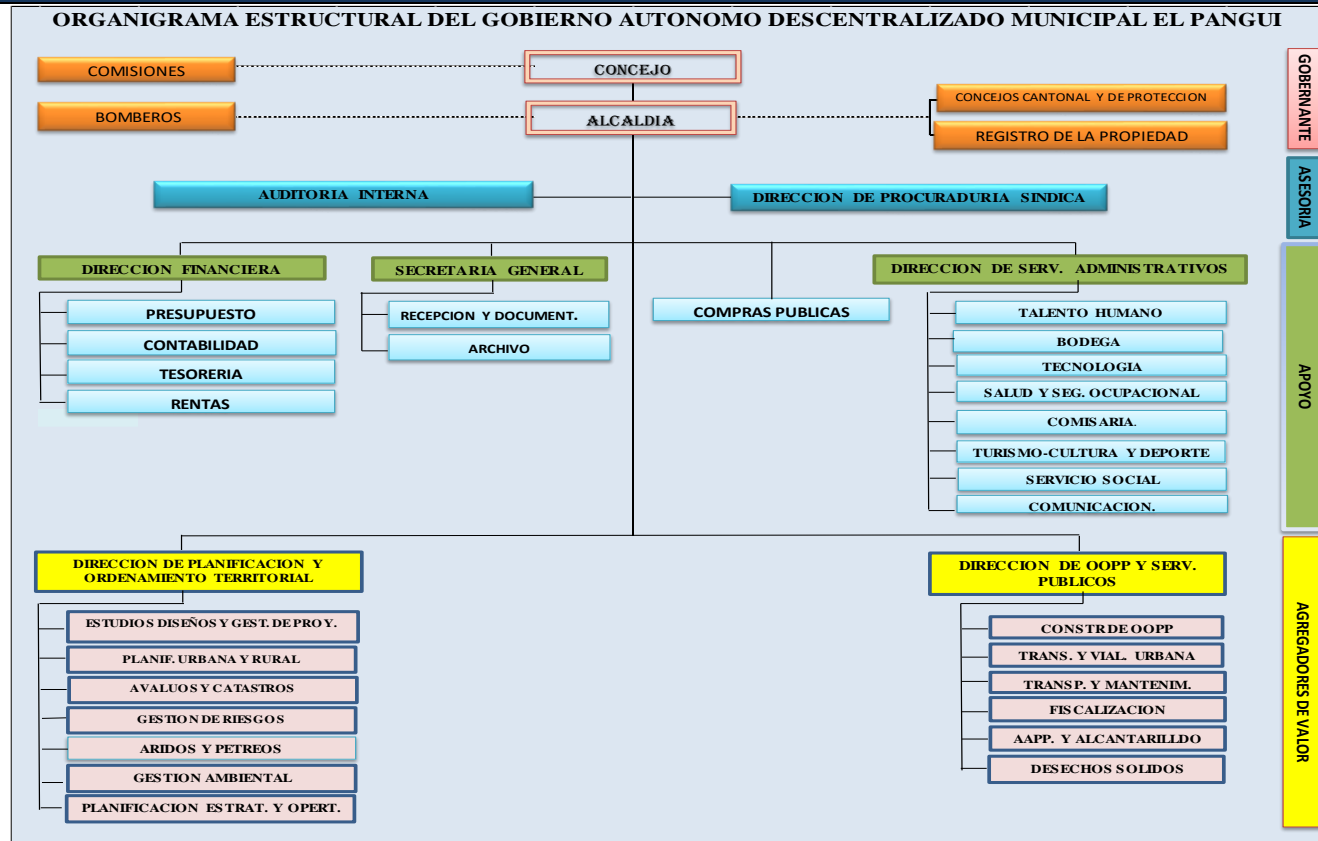 ORGANIGRAMA ESTRUCTURAL DEL GOBIERNO AUTONOMO DESCENTRALIZADO MUNICIPAL EL PANGUI
COMISIONES
CONCEJO
BOMBEROS
ALCALDIA
CONCEJOS CANTONAL Y DE PROTECCION
REGISTRO DE LA PROPIEDAD
GOBERNANTE
AUDITORIA INTERNA
DIRECCION DE PROCURADURIA SINDICA
ASESORIA
DIRECCION FINANCIERA
PRESUPUESTO
CONTABILIDAD
TESORERIA
RENTAS
SECRETARIA GENERAL
RECEPCION Y DOCUMENT.
ARCHIVO
COMPRAS PUBLICAS
DIRECCION DE SERV. ADMINISTRATIVOS
TALENTO HUMANO
BODEGA
TECNOLOGIA
SALUD Y SEG. OCUPACIONAL
COMISARIA.
TURISMO-CULTURA Y DEPORTE
SERVICIO SOCIAL
COMUNICACION.
APOYO
DIRECCION DE PLANIFICACION Y
ORDENAMIENTO TERRITORIAL
ESTUDIOS DISEÑOS Y GEST. DE PROY.
PLANIF. URBANA Y RURAL
AVALUOS Y CATASTROS
GESTION DE RIESGOS
ARIDOS Y PETREOS
GESTION AMBIENTAL
PLANIFICACION ESTRAT. Y OPERT.
DIRECCION DE OOPP Y SERV.
PUBLICOS
CONSTR DE OOPP
TRANS. Y VIAL. URBANA
TRANSP. Y MANTENIM.
FISCALIZACION
AAPP. Y ALCANTARILLDO
DESECHOS SOLIDOS
AGREGADORES DE VALOR